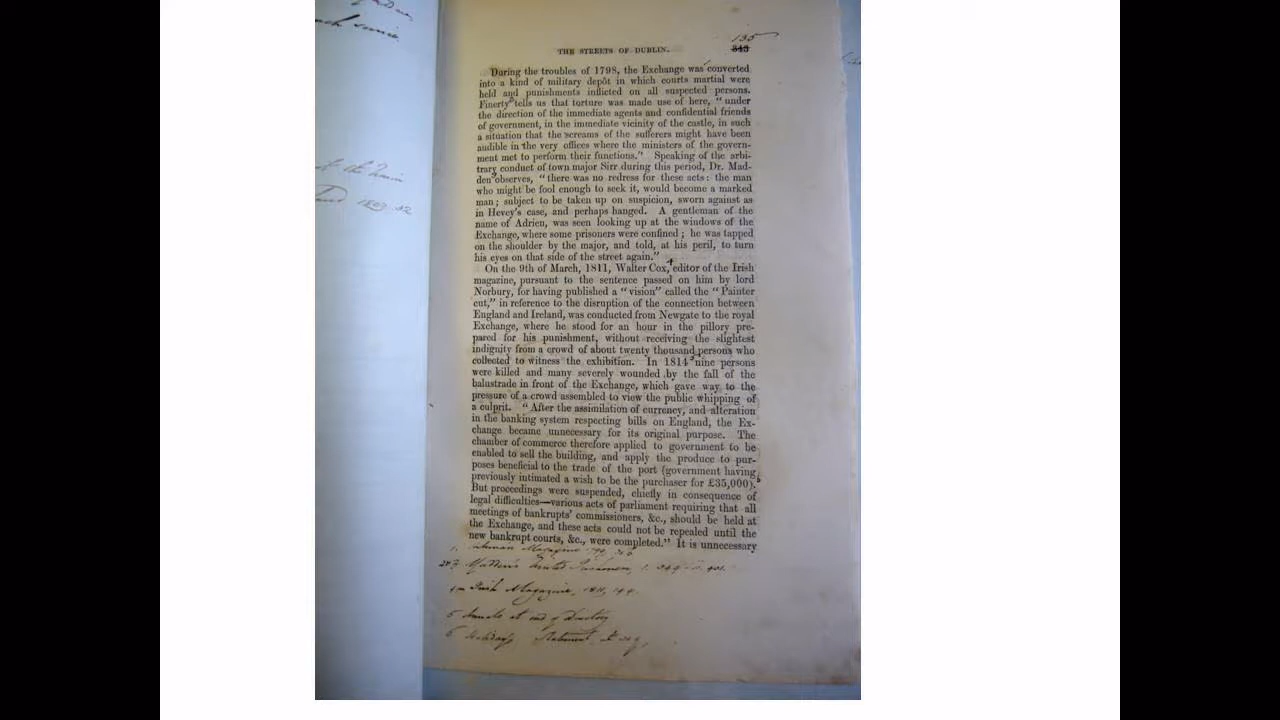 135
THE STREETS OF DUBLIN. 343
During the troubles of 1798, the Exchange was converted
into a kind of military depôt in which courts martial were
held and punishments inflicted on all suspected persons.
Finerty tells us that torture was made use of here, “under
the direction of the immediate agents and confidential friends
of government, in the immediate vicinity of the castle, in such
a situation that the screams of the sufferers might have been
audible in the very offices where the ministers of the govern-
ment met to perform their functions.” Speaking of the arbi-
trary conduct of town major Sirr during this period, Dr. Mad-
den observes, “there was no redress for these acts: the man
who might be fool enough to seek it, would become a marked
man; subject to be taken up on suspicion, sworn against as
in Hevey's case, and perhaps hanged. A gentleman of the
name of Adrien, was seen looking up at the windows of the
Exchange, where some prisoners were confined; he was tapped
on the shoulder by the major, and told, at his peril, to turn
his eyes on that side of the street again.”
On the 9th of March, 1811, Walter Cox, editor of the Irish
magazine, pursuant to the sentence passed on him by lord
Norbury, for having published a “vision” called the “Painter
cut,” in reference to the disruption of the connection between
England and Ireland, was conducted from Newgate to the royal
Exchange, where he stood for an hour in the pillory pre-
pared for his punishment, without receiving the slightest
indignity from a crowd of about twenty thousand persons who
collected to witness the exhibition. In 1814 nine persons
were killed and many severely wounded by the fall of the
balustrade in front of the Exchange, which gave way to the
pressure of a crowd assembled to view the public whipping of
a culprit. “After the assimilation of currency, and alteration
in the banking system respecting bills on England, the Ex-
change became unnecessary for its original purpose. The
chamber of commerce therefore applied to government to be
enabled to sell the building, and apply the produce to pur-
poses beneficial to the trade of the port (government having
previously intimated a wish to be the purchaser for £35,000).
But proceedings were suspended, chiefly in consequence of
legal difficulties—various acts of parliament requiring that all
meetings of bankrupts' commissioners, &c., should be held at
the Exchange, and these acts could not be repealed until the
new bankrupt courts, &c., were completed.” It is unnecessary
1. Magazine
Madden's United Irishmen, 1.
4 Irish Magazine, 1811, 144.
5 Annals at end of Directory
6 Statement